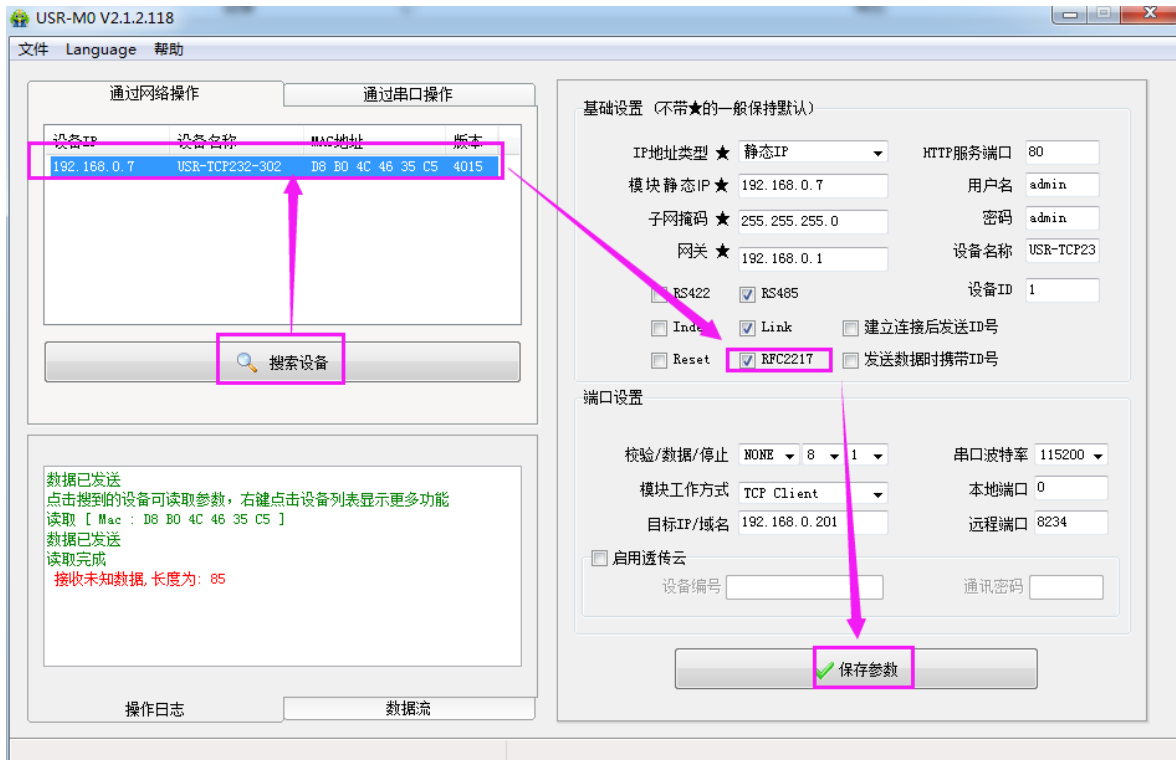 USR-M0 V2.1.2.118
文件 Language 帮助
通过网络操作 通过串口操作
设备IP 设备名称 MAC地址 版本
192.168.0.7 USR-TCP232-302 D8 B0 4C 46 35 C5 4015
搜索设备
数据已发送
点击搜到的设备可读取参数，右键点击设备列表显示更多功能
读取 [ Mac : D8 B0 4C 46 35 C5 ]
数据已发送
读取完成
接收未知数据,长度为: 85
操作日志 数据流
基础设置 (不带★的一般保持默认)
IP地址类型 ★ 静态IP HTTP服务端口 80
模块静态IP ★ 192.168.0.7 用户名 admin
子网掩码 ★ 255.255.255.0 密码 admin
网关 ★ 192.168.0.1 设备名称 USR-TCP23
RS422 RS485 设备ID 1
Link 建立连接后发送ID号
Reset RFC2217 发送数据时携带ID号
端口设置
校验/数据/停止 NONE 8 1 串口波特率 115200
模块工作方式 TCP Client 本地端口 0
目标IP/域名 192.168.0.201 远程端口 8234
启用透传云
设备编号 通讯密码
保存参数